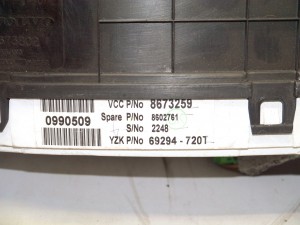 VCC P/No 8673259
0990509
Spare P/No 8602761
S/No 2248
YZK P/No 69294-720T